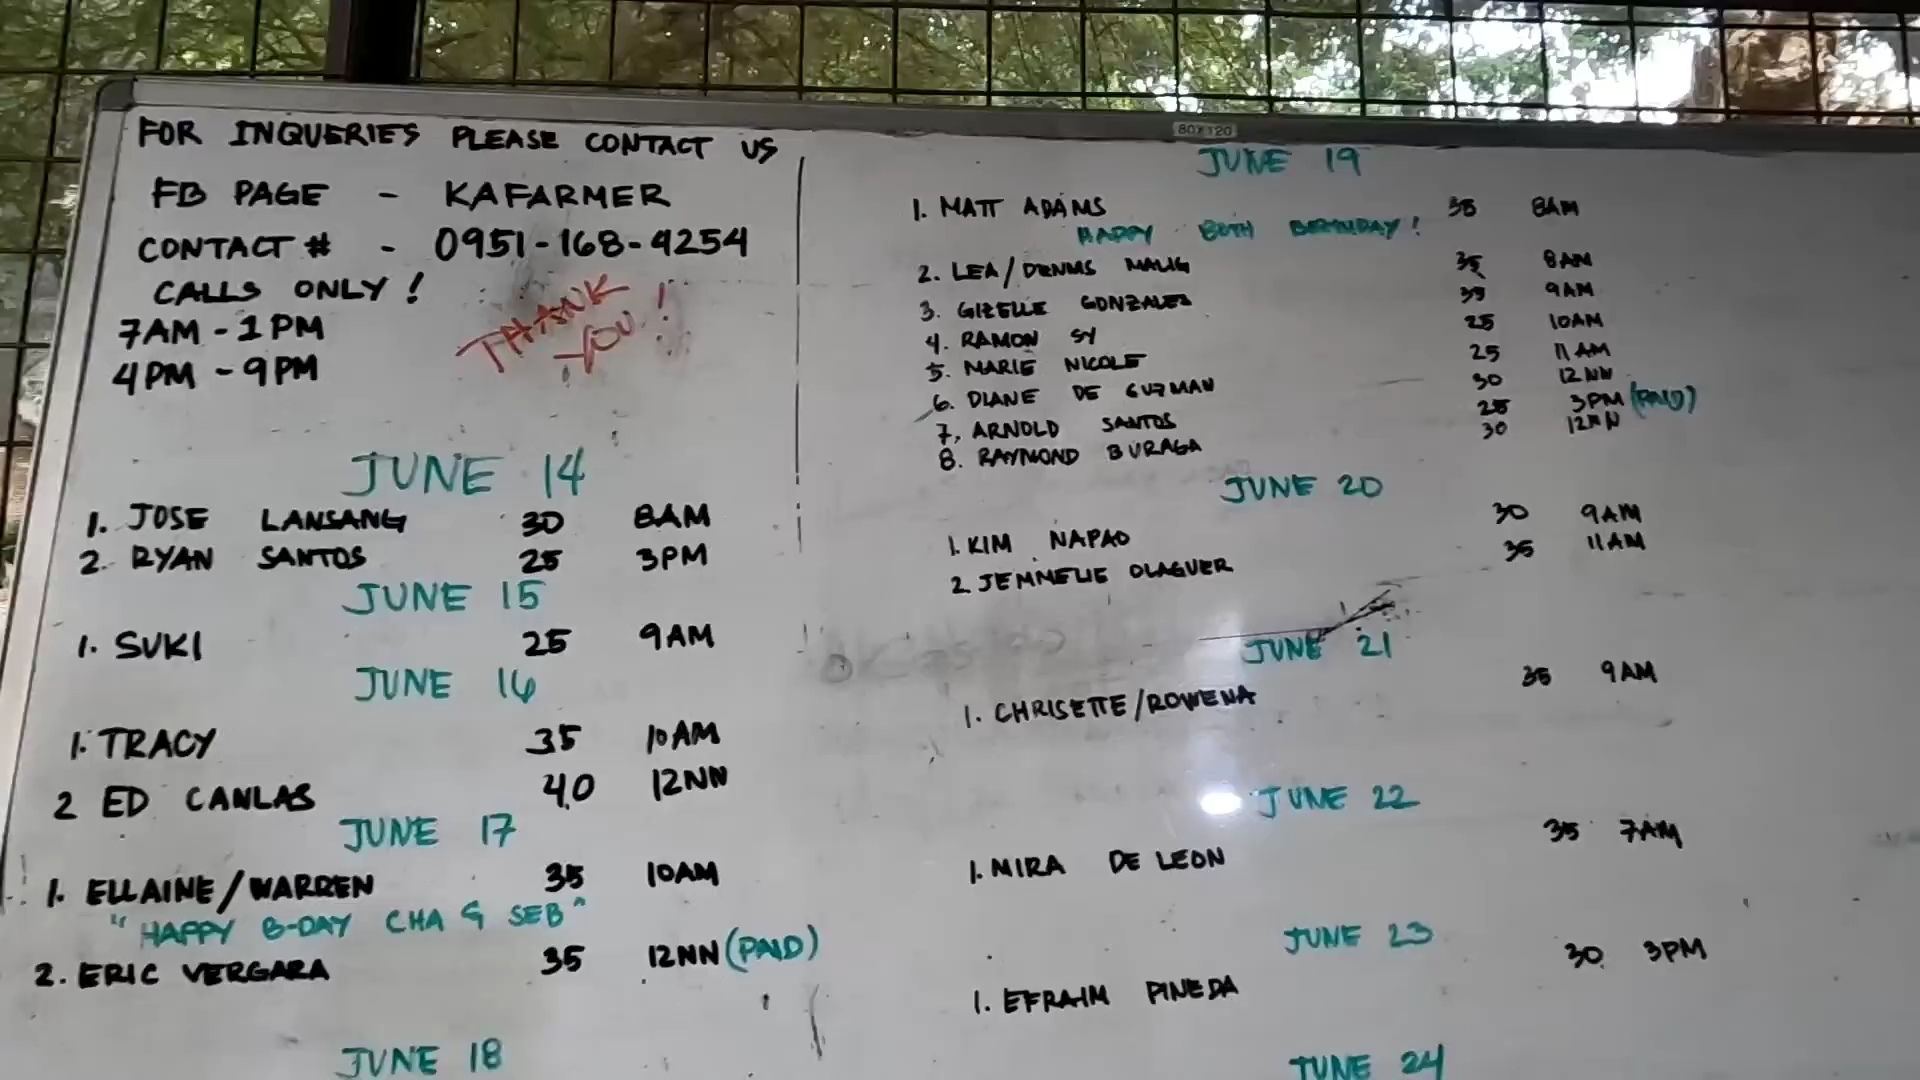 FOR INQUERIES PLEASE CONTACT US
FB PAGE - KAFARMER
CONTACT # - 0951-168-4254
CALLS ONLY!
7AM - 1PM
4PM - 9PM
THANK
YOU!
JUNE 14
1. JOSE LANSANG 30 8AM
2. RYAN SANTOS 25 3PM
JUNE 15
1. SUKI 25 9AM
JUNE 16
1. TRACY 35 10AM
2 ED CANLAS 40 12NN
JUNE 17
1. ELLAINE/WARREN 35 10AM
"HAPPY B-DAY CHA & SEB"
2. ERIC VERGARA 35 12NN (PAID)
JUNE 18
80X120
JUNE 19
1. MATT ADAMS 35 8AM
HAPPY 80TH BIRTHDAY!
2. LEA/DENNIS MALIG 35 8AM
3. GIZELLE GONZALES 35 9AM
4. RAMON SY 25 10AM
5. MARIE NICOLE 25 11AM
6. DIANE DE GUZMAN 30 12NN
7, ARNOLD SANTOS 25 3PM (PAID)
8. RAYMOND BURAGA 30 12NN
JUNE 20
1. KIM NAPAO 30 9AM
2 JEMMELIE OLAGUER 35 11AM
JUNE 21
1. CHRISETTE/ROWENA 35 9AM
JUNE 22
1. MIRA DE LEON 35 7AM
JUNE 23
1. EFRAIM PINEDA 30 3PM
JUNE 24